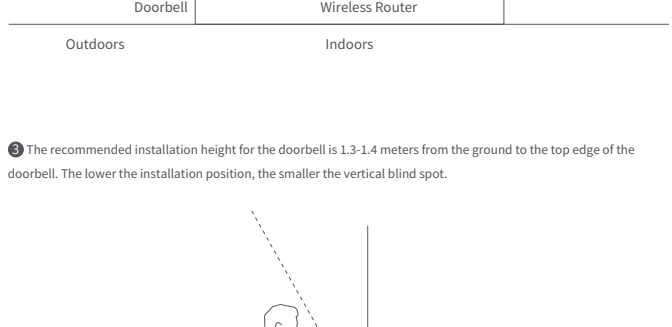 Doorbell Wireless Router
Outdoors Indoors
3 The recommended installation height for the doorbell is 1.3-1.4 meters from the ground to the top edge of the
doorbell. The lower the installation position, the smaller the vertical blind spot.